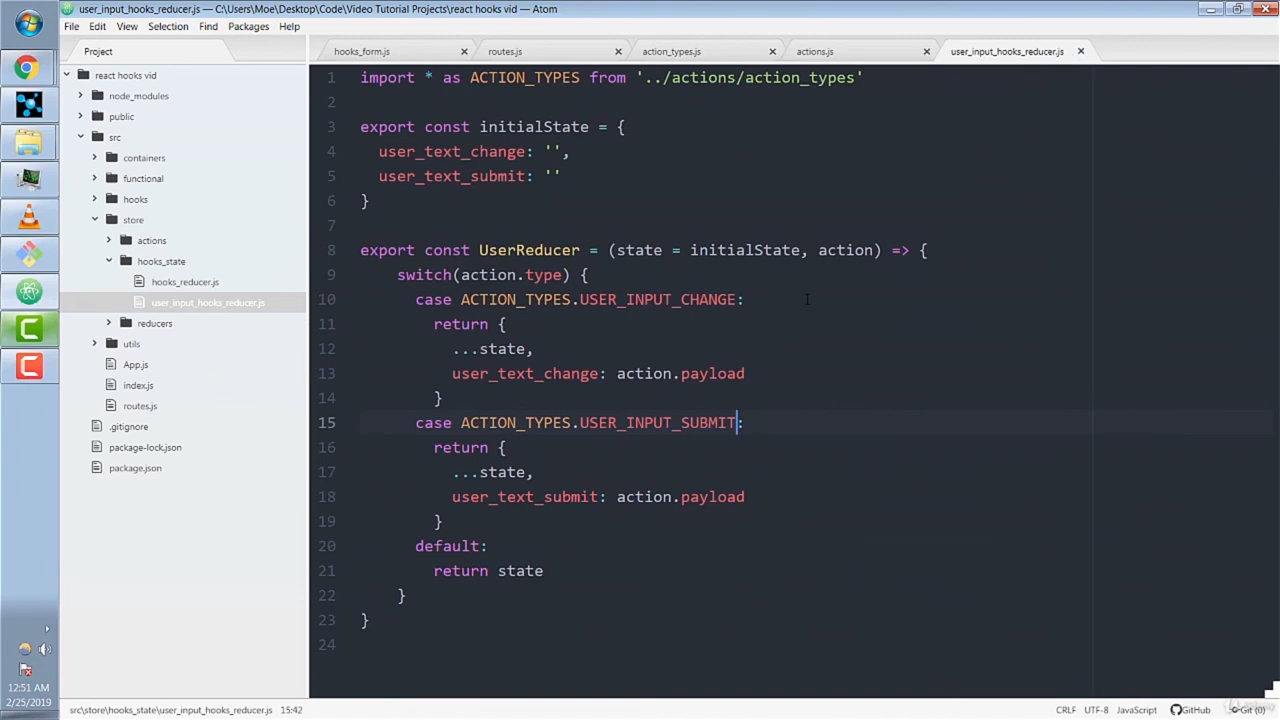 user_input_hooks_reducer.js — C:\Users\Moe\Desktop\Code\Video Tutorial Projects\react hooks vid — Atom
File Edit View Selection Find Packages Help
Project
hooks_form.js
routes.js
action_types.js
actions.js
user_input_hooks_reducer.js
react hooks vid
node_modules
public
src
containers
functional
hooks
store
actions
hooks_state
hooks_reducer.js
user_input_hooks_reducer.js
reducers
utils
App.js
index.js
routes.js
.gitignore
package-lock.json
package.json
1 import * as ACTION_TYPES from '../actions/action_types'
2
3 export const initialState = {
4 user_text_change: '',
5 user_text_submit: ''
6 }
7
8 export const UserReducer = (state = initialState, action) => {
9 switch(action.type) {
10 case ACTION_TYPES.USER_INPUT_CHANGE:
11 return {
12 ...state,
13 user_text_change: action.payload
14 }
15 case ACTION_TYPES.USER_INPUT_SUBMIT:
16 return {
17 ...state,
18 user_text_submit: action.payload
19 }
20 default:
21 return state
22 }
23 }
24
12:51 AM
2/25/2019
src\store\hooks_state\user_input_hooks_reducer.js 15:42
CRLF UTF-8 JavaScript GitHub Git (0)